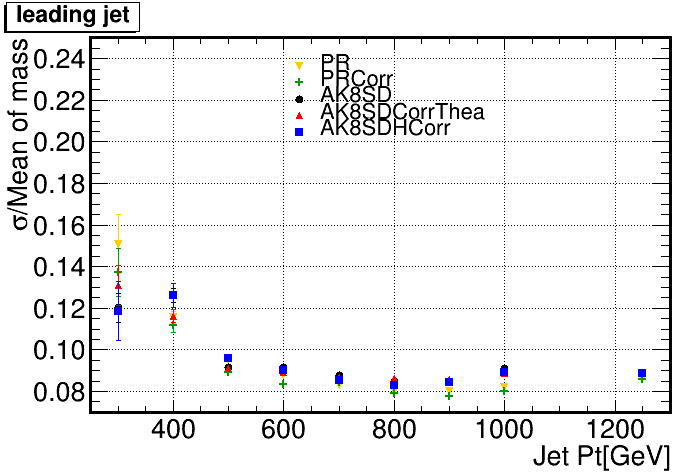 leading jet
σ/Mean of mass
0.24
0.22
0.20
0.18
0.16
0.14
0.12
0.10
0.08
PR
PRCorr
AK8SD
AK8SDCorrThea
AK8SDHCorr
400 600 800 1000 1200
Jet Pt[GeV]